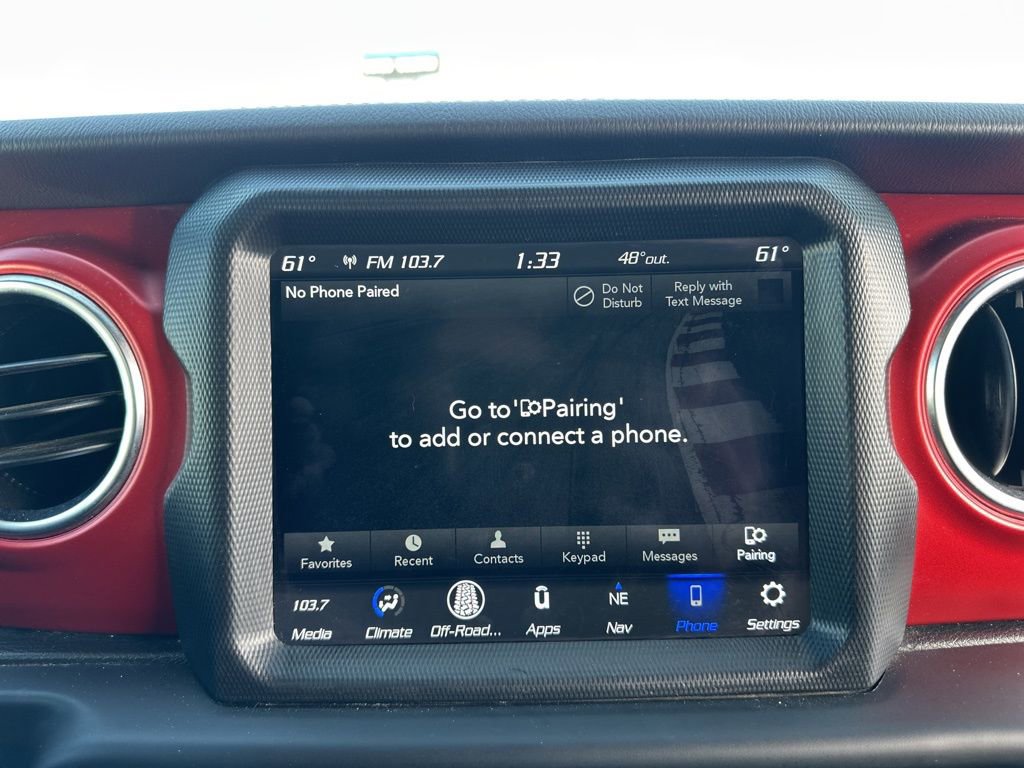 61° FM 103.7 1:33 48°out. 61°
No Phone Paired
Do Not
Disturb
Reply with
Text Message
Go to 'Pairing'
to add or connect a phone.
Favorites Recent Contacts Keypad Messages Pairing
103.7 NE
Media Climate Off-Road... Apps Nav Phone Settings